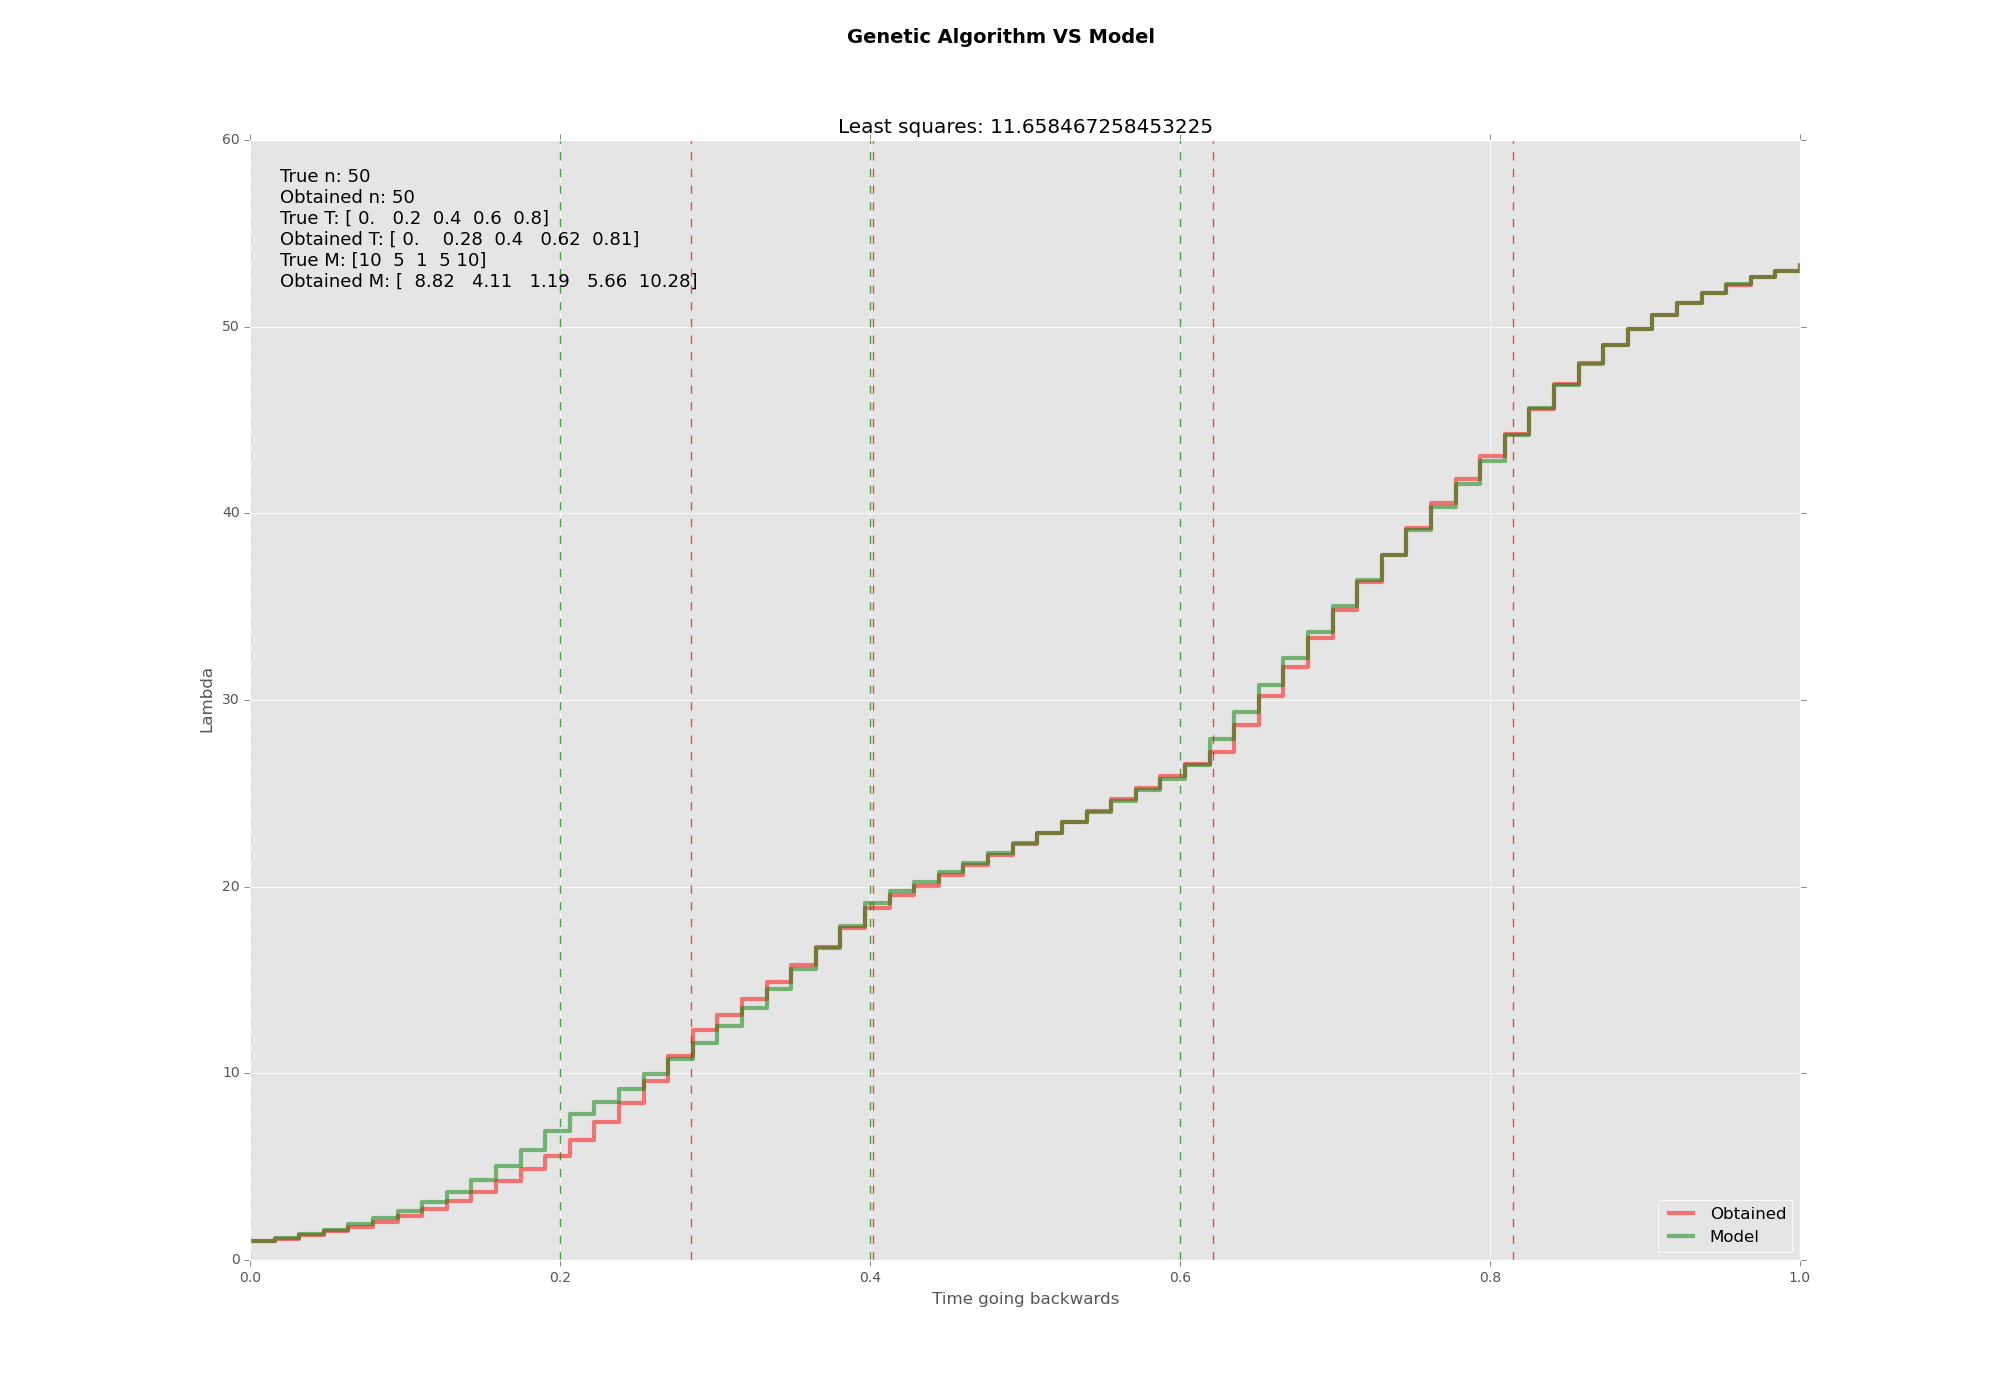 Genetic Algorithm VS Model
Least squares: 11.658467258453225
True n: 50
Obtained n: 50
True T: [ 0.   0.2  0.4  0.6  0.8]
Obtained T: [ 0.    0.28  0.4   0.62  0.81]
True M: [10  5  1  5 10]
Obtained M: [  8.82   4.11   1.19   5.66  10.28]
60
50
40
30
20
10
0
Lambda
0.0 0.2 0.4 0.6 0.8 1.0
Time going backwards
Obtained
Model